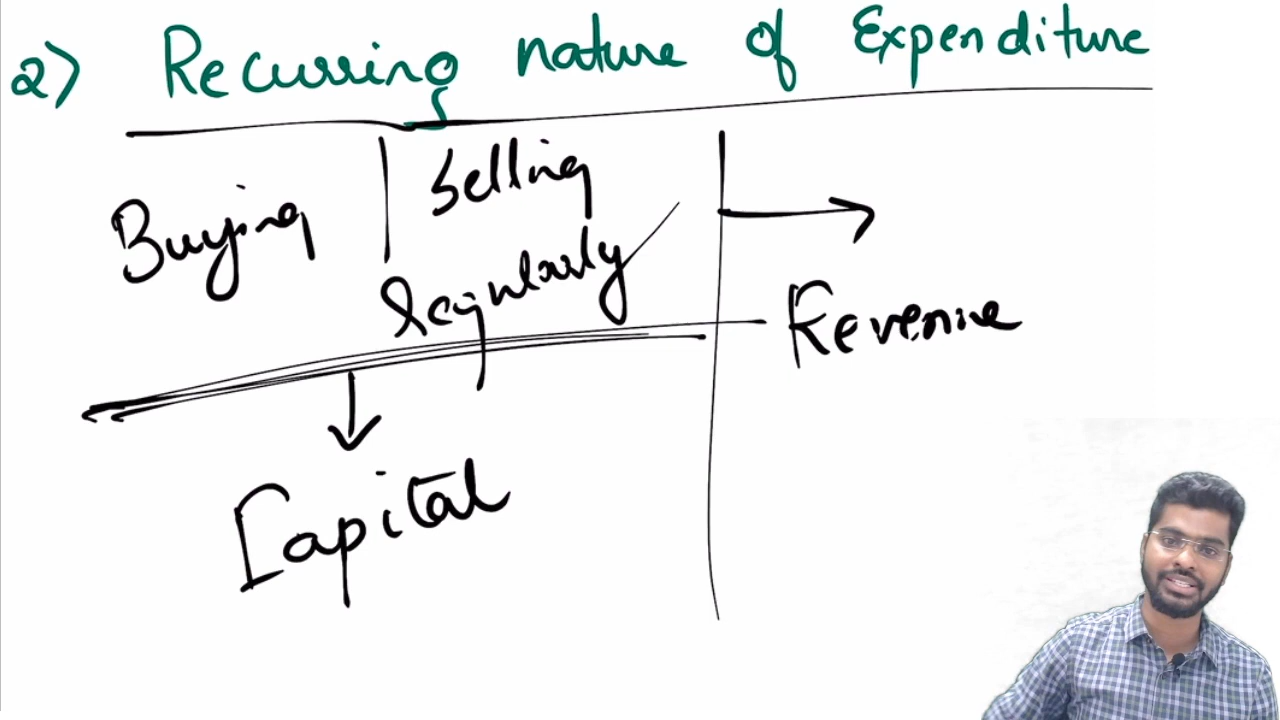 2) Recurring nature of Expenditure
Buying Selling
Regularly
Revenue
Capital